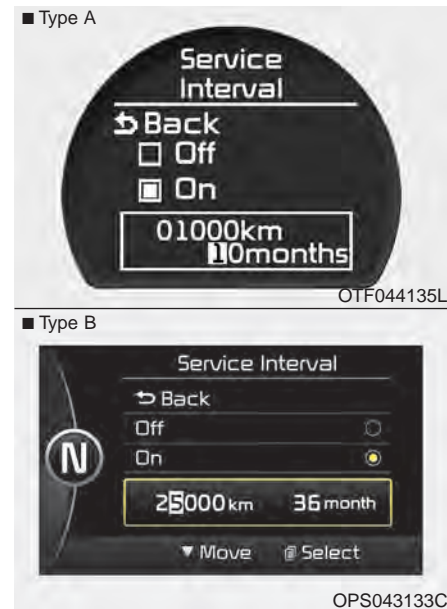 ■ Type A
Service
Interval
⮌ Back
☐ Off
▣ On
01000km
10months
OTF044135L
■ Type B
Service Interval
⮌ Back
Off
On
N
25000 km 36 month
▼ Move Select
OPS043133C